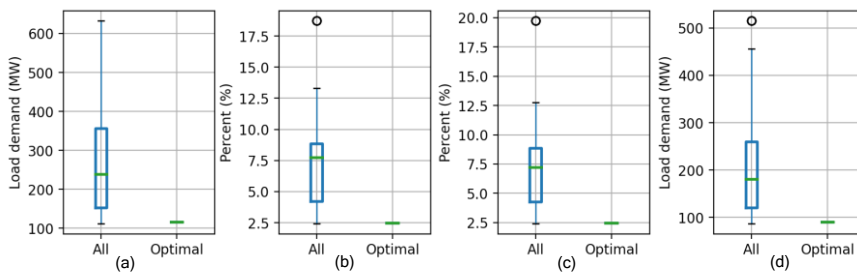 Load demand (MW)
600
500
400
300
200
100
All
Optimal
(a)
Percent (%)
17.5
15.0
12.5
10.0
7.5
5.0
2.5
All
Optimal
(b)
Percent (%)
20.0
17.5
15.0
12.5
10.0
7.5
5.0
2.5
All
Optimal
(c)
Load demand (MW)
500
400
300
200
100
All
Optimal
(d)